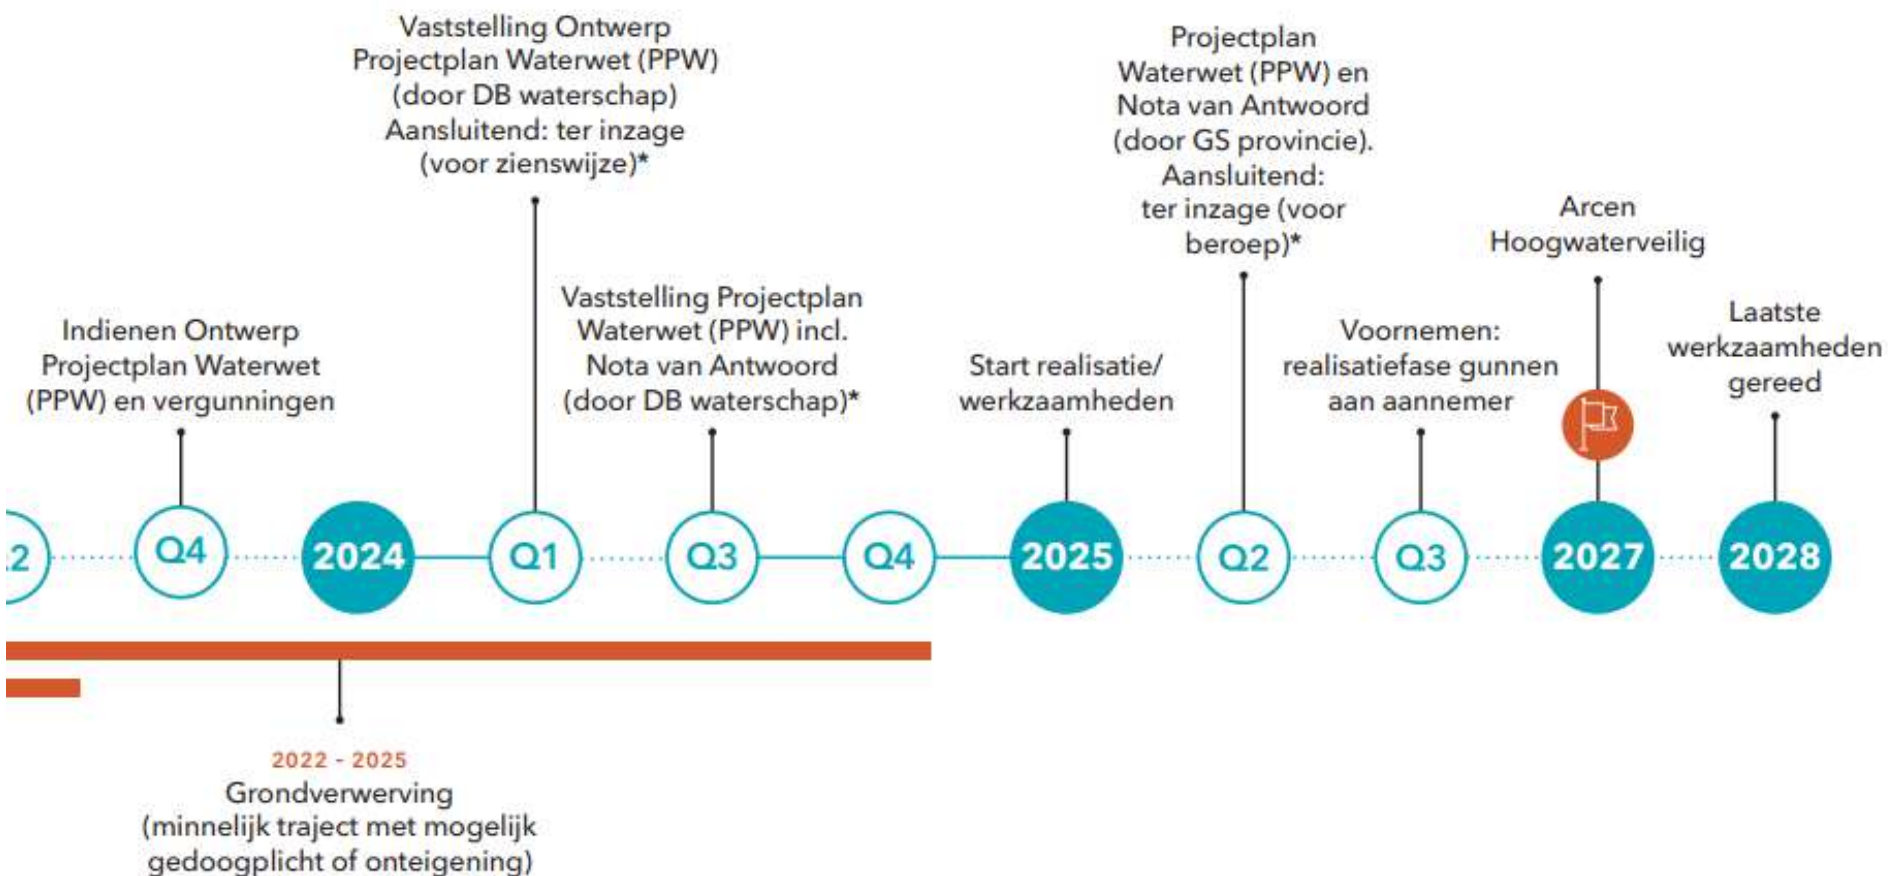 Vaststelling Ontwerp
Projectplan Waterwet (PPW)
(door DB waterschap)
Aansluitend: ter inzage
(voor zienswijze)*
Projectplan
Waterwet (PPW) en
Nota van Antwoord
(door GS provincie).
Aansluitend:
ter inzage (voor
beroep)*
Arcen
Hoogwaterveilig
Indienen Ontwerp
Projectplan Waterwet
(PPW) en vergunningen
Vaststelling Projectplan
Waterwet (PPW) incl.
Nota van Antwoord
(door DB waterschap)*
Start realisatie/
werkzaamheden
Voornemen:
realisatiefase gunnen
aan aannemer
Laatste
werkzaamheden
gereed
2
Q4
2024
Q1
Q3
Q4
2025
Q2
Q3
2027
2028
2022 - 2025
Grondverwerving
(minnelijk traject met mogelijk
gedoogplicht of onteigening)